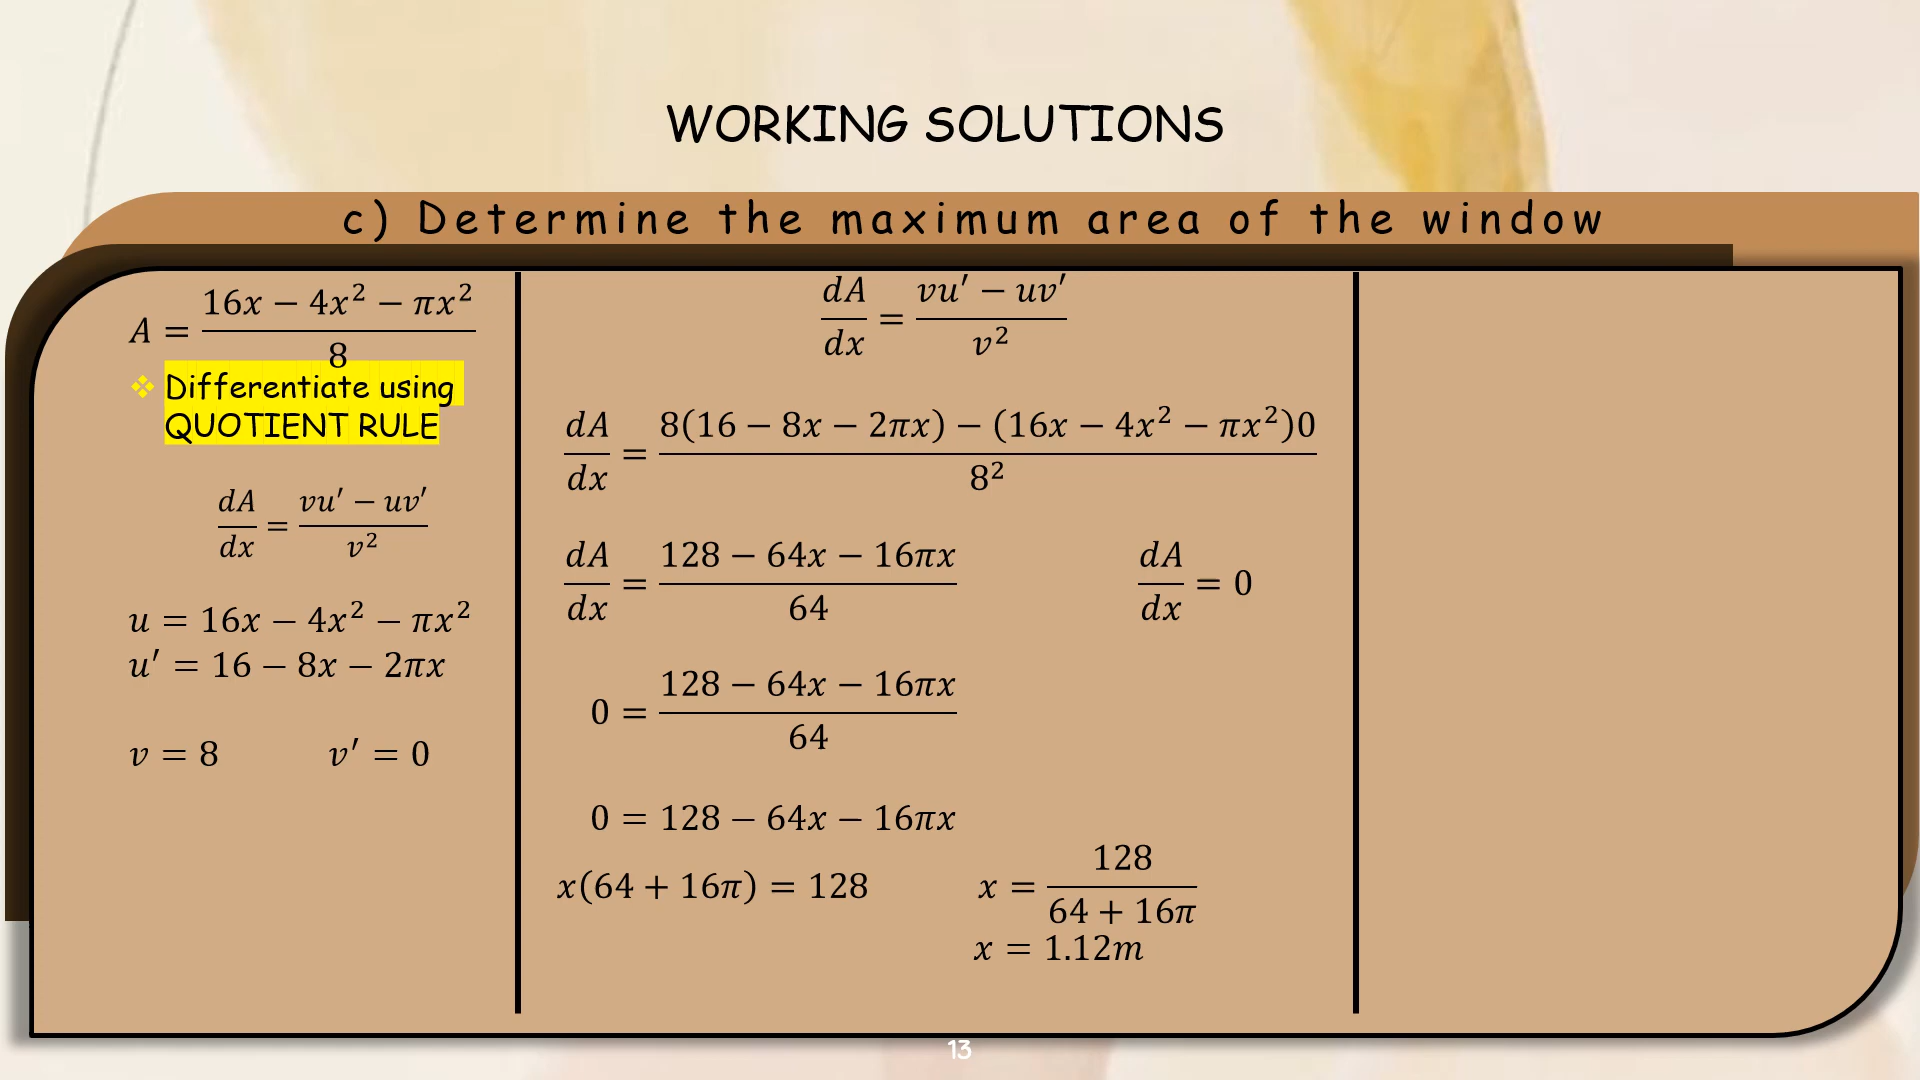 WORKING SOLUTIONS
c) Determine the maximum area of the window
A = (16x − 4x² − πx²)/8
❖ Differentiate using
QUOTIENT RULE
dA/dx = (vu′ − uv′)/v²
u = 16x − 4x² − πx²
u′ = 16 − 8x − 2πx
v = 8 v′ = 0
dA/dx = (vu′ − uv′)/v²
dA/dx = (8(16 − 8x − 2πx) − (16x − 4x² − πx²)0)/8²
dA/dx = (128 − 64x − 16πx)/64 dA/dx = 0
0 = (128 − 64x − 16πx)/64
0 = 128 − 64x − 16πx
x(64 + 16π) = 128 x = 128/(64 + 16π)
x = 1.12m
13